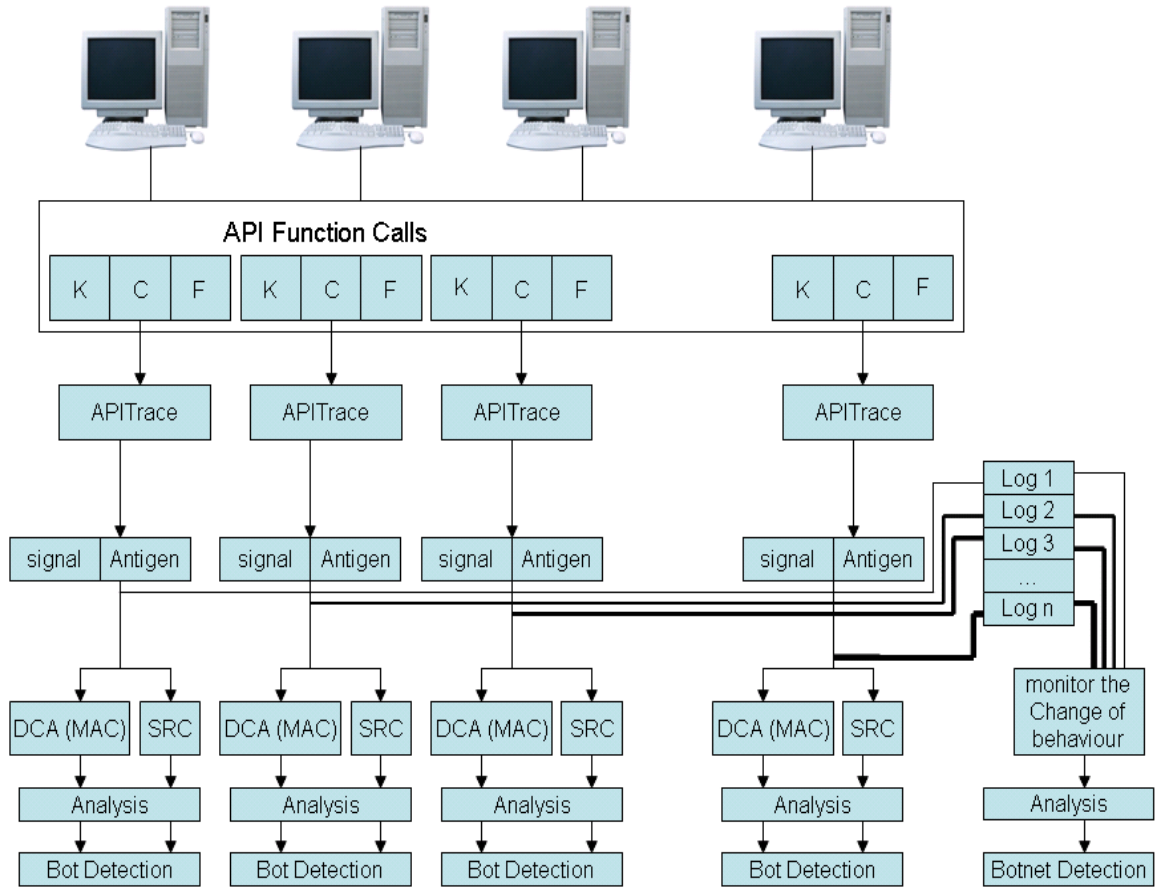 API Function Calls
K C F K C F K C F K C F
APITrace APITrace APITrace APITrace
Log 1
Log 2
Log 3
...
Log n
signal Antigen signal Antigen signal Antigen signal Antigen
DCA (MAC) SRC DCA (MAC) SRC DCA (MAC) SRC DCA (MAC) SRC
monitor the
Change of
behaviour
Analysis Analysis Analysis Analysis Analysis
Bot Detection Bot Detection Bot Detection Bot Detection Botnet Detection